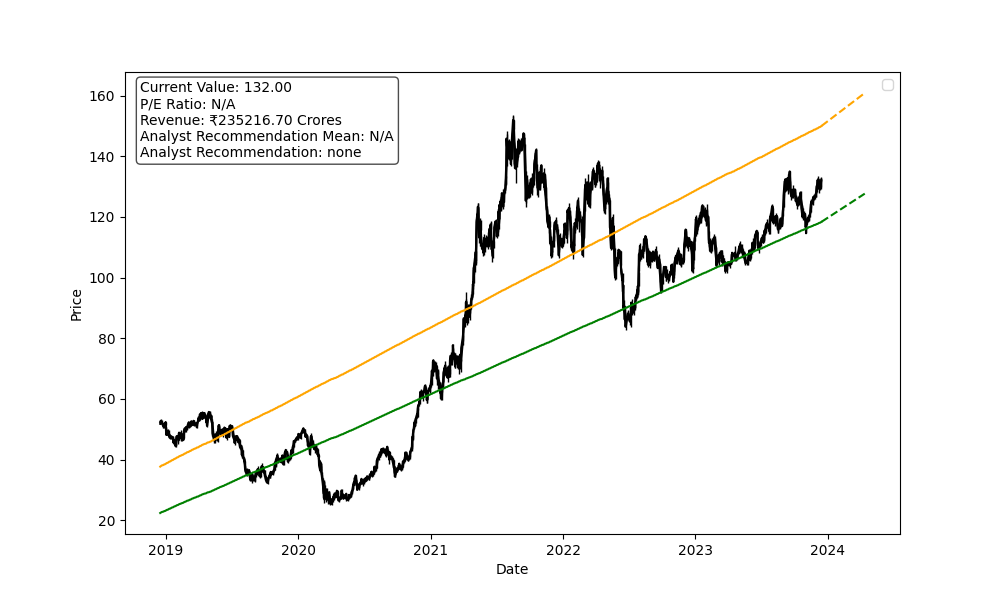 Current Value: 132.00
P/E Ratio: N/A
Revenue: ₹235216.70 Crores
Analyst Recommendation Mean: N/A
Analyst Recommendation: none
160
140
120
100
80
60
40
20
Price
2019 2020 2021 2022 2023 2024
Date